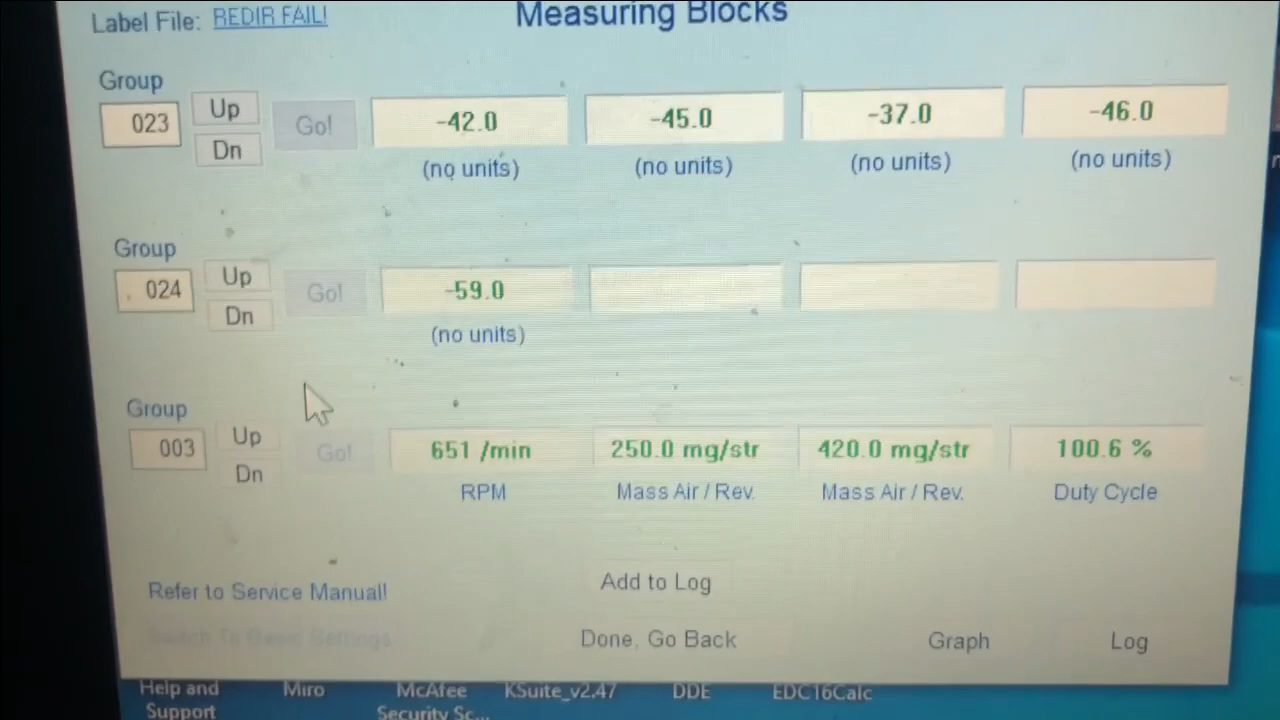 Measuring Blocks
Label File: REDIR FAIL!
Group
023 Up Dn Go! -42.0 -45.0 -37.0 -46.0
(no units) (no units) (no units) (no units)
Group
024 Up Dn Go! -59.0
(no units)
Group
003 Up Dn Go! 651 /min 250.0 mg/str 420.0 mg/str 100.6 %
RPM Mass Air / Rev. Mass Air / Rev. Duty Cycle
Refer to Service Manual! Add to Log
Switch To Basic Settings Done, Go Back Graph Log
Help and Support Miro McAfee Security Sc... KSuite_v2.47 DDE EDC16Calc